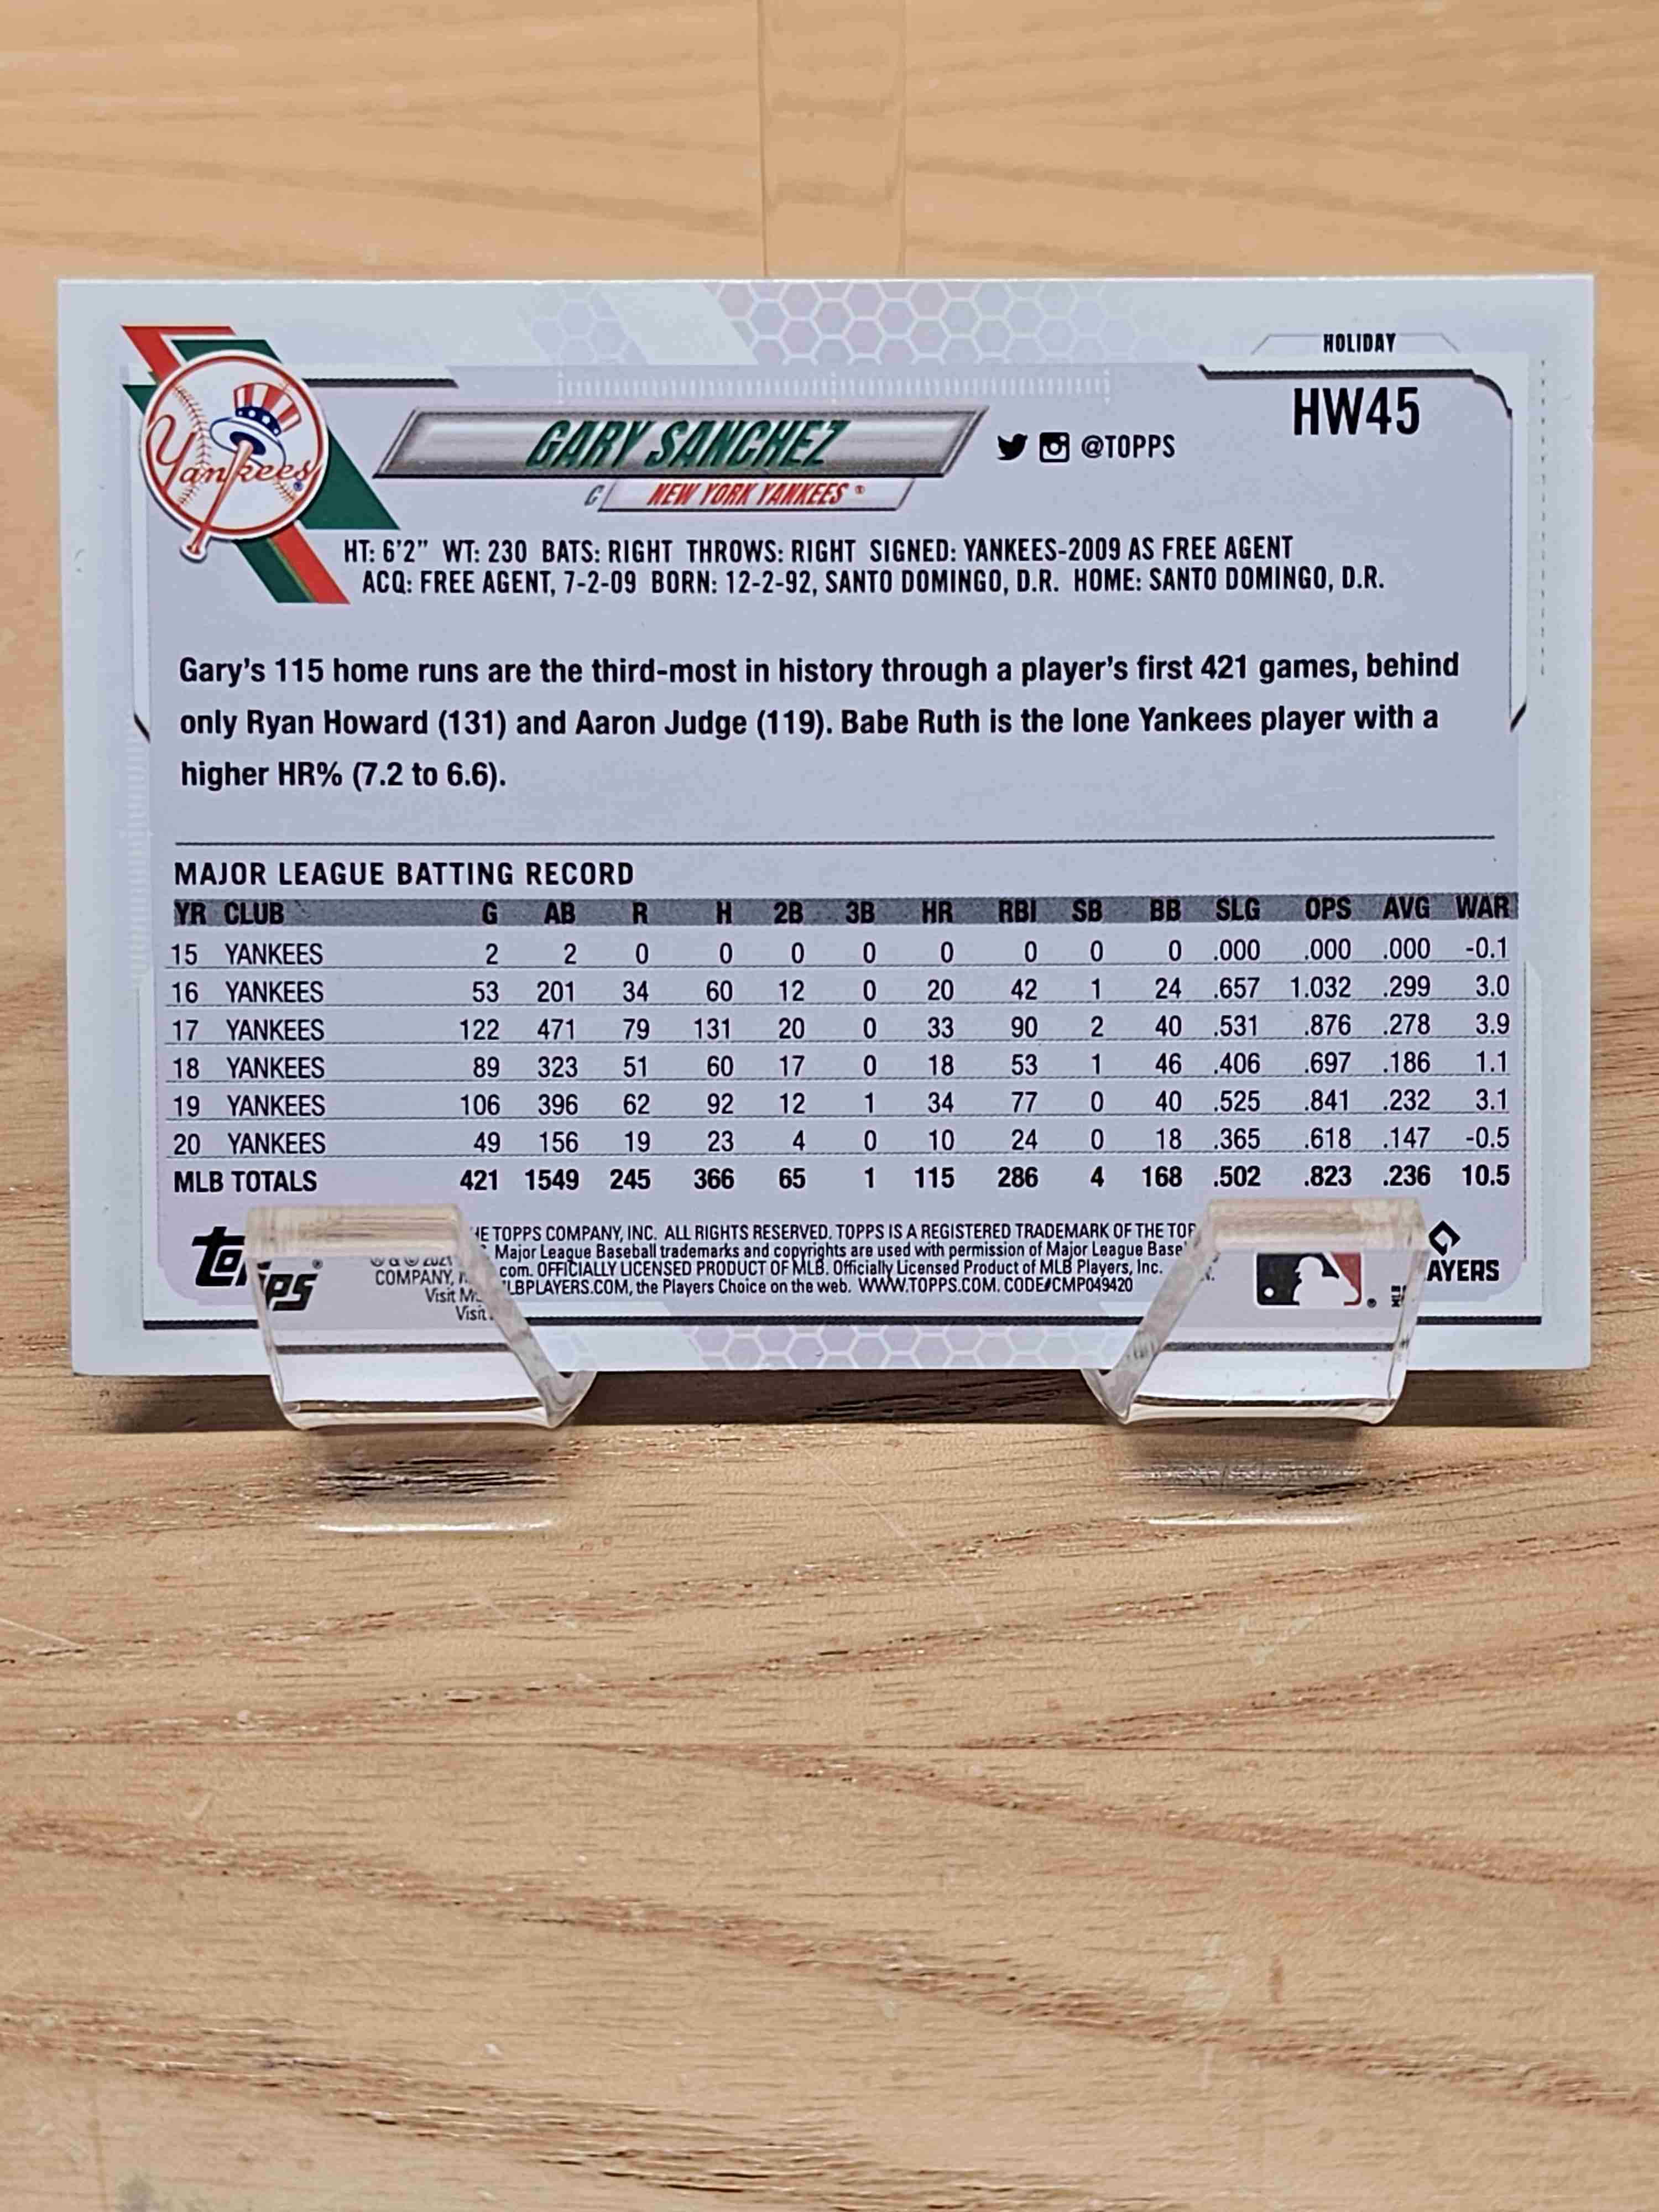 HOLIDAY
HW45
Yankees
GARY SANCHEZ
@TOPPS
C NEW YORK YANKEES ®
HT: 6'2" WT: 230 BATS: RIGHT THROWS: RIGHT SIGNED: YANKEES-2009 AS FREE AGENT
ACQ: FREE AGENT, 7-2-09 BORN: 12-2-92, SANTO DOMINGO, D.R. HOME: SANTO DOMINGO, D.R.
Gary's 115 home runs are the third-most in history through a player's first 421 games, behind
only Ryan Howard (131) and Aaron Judge (119). Babe Ruth is the lone Yankees player with a
higher HR% (7.2 to 6.6).
MAJOR LEAGUE BATTING RECORD
YR CLUB G AB R H 2B 3B HR RBI SB BB SLG OPS AVG WAR
15 YANKEES 2 2 0 0 0 0 0 0 0 0 .000 .000 .000 -0.1
16 YANKEES 53 201 34 60 12 0 20 42 1 24 .657 1.032 .299 3.0
17 YANKEES 122 471 79 131 20 0 33 90 2 40 .531 .876 .278 3.9
18 YANKEES 89 323 51 60 17 0 18 53 1 46 .406 .697 .186 1.1
19 YANKEES 106 396 62 92 12 1 34 77 0 40 .525 .841 .232 3.1
20 YANKEES 49 156 19 23 4 0 10 24 0 18 .365 .618 .147 -0.5
MLB TOTALS 421 1549 245 366 65 1 115 286 4 168 .502 .823 .236 10.5
topps ®
TOPPS COMPANY, INC. ALL RIGHTS RESERVED. TOPPS IS A REGISTERED TRADEMARK OF THE
COMPANY, Major League Baseball trademarks and copyrights are used with permission of Major League
Visit com. OFFICIALLY LICENSED PRODUCT OF MLB. Officially Licensed Product of MLB Players, Inc.
Visit LBPLAYERS.COM, the Players Choice on the web. WWW.TOPPS.COM. CODE#CMP049420
AYERS